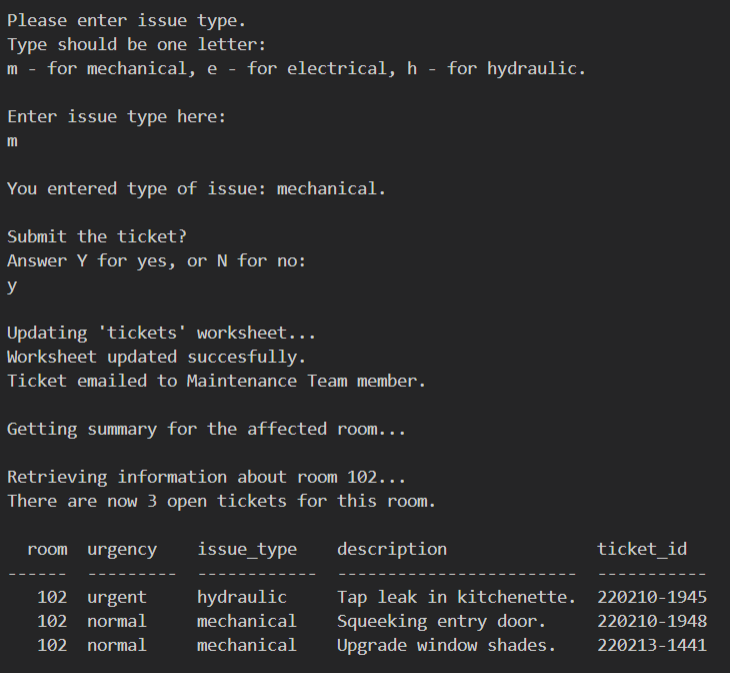 Please enter issue type.
Type should be one letter:
m - for mechanical, e - for electrical, h - for hydraulic.
Enter issue type here:
m
You entered type of issue: mechanical.
Submit the ticket?
Answer Y for yes, or N for no:
y
Updating 'tickets' worksheet...
Worksheet updated succesfully.
Ticket emailed to Maintenance Team member.
Getting summary for the affected room...
Retrieving information about room 102...
There are now 3 open tickets for this room.
room urgency issue_type description ticket_id
------ --------- ------------ ------------------------ -----------
102 urgent hydraulic Tap leak in kitchenette. 220210-1945
102 normal mechanical Squeeking entry door. 220210-1948
102 normal mechanical Upgrade window shades. 220213-1441